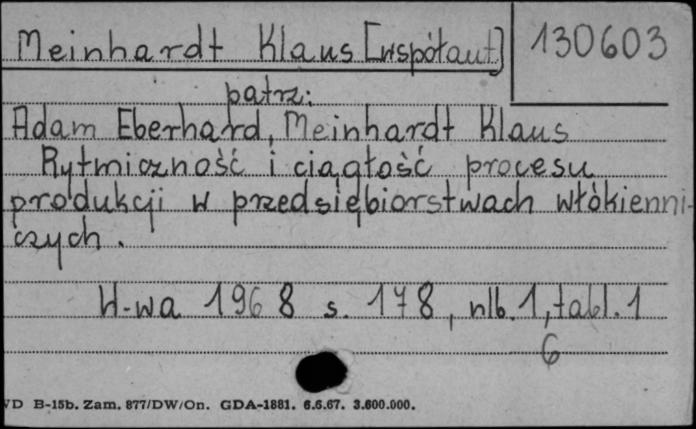 Meinhardt Klaus [współaut] 130603
patrz:
Adam Eberhard, Meinhardt Klaus
Rytmiczność i ciągłość procesu
produkcji w przedsiębiorstwach włókienni-
czych.
W-wa 1968 s. 178, nlb. 1, tabl. 1
6
VD B-15b. Zam. 877/DW/On. GDA-1881. 6.6.67. 3.600.000.